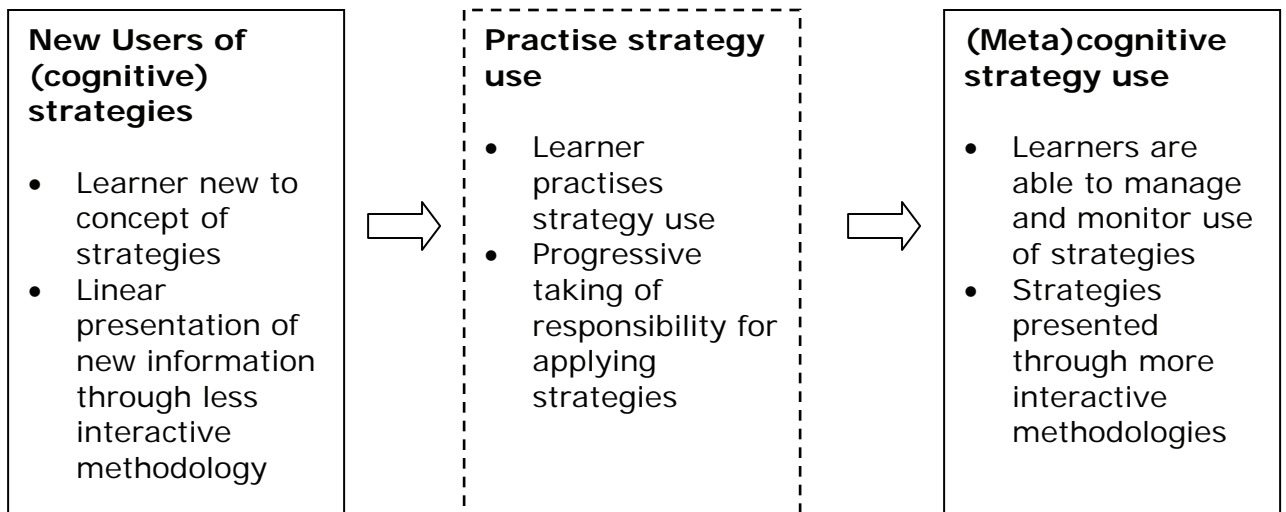 New Users of
(cognitive)
strategies
• Learner new to
concept of
strategies
• Linear
presentation of
new information
through less
interactive
methodology
Practise strategy
use
• Learner
practises
strategy use
• Progressive
taking of
responsibility for
applying
strategies
(Meta)cognitive
strategy use
• Learners are
able to manage
and monitor use
of strategies
• Strategies
presented
through more
interactive
methodologies